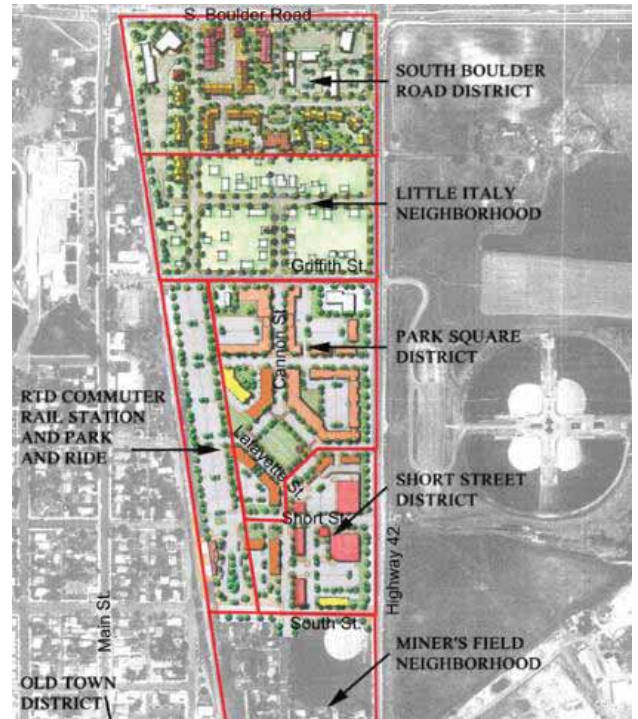 S. Boulder Road
SOUTH BOULDER
ROAD DISTRICT
LITTLE ITALY
NEIGHBORHOOD
Griffith St.
Cannon St.
PARK SQUARE
DISTRICT
RTD COMMUTER
RAIL STATION
AND PARK
AND RIDE
Lafayette St.
SHORT STREET
DISTRICT
Short St.
Highway 42
Main St.
South St.
MINER'S FIELD
NEIGHBORHOOD
OLD TOWN
DISTRICT